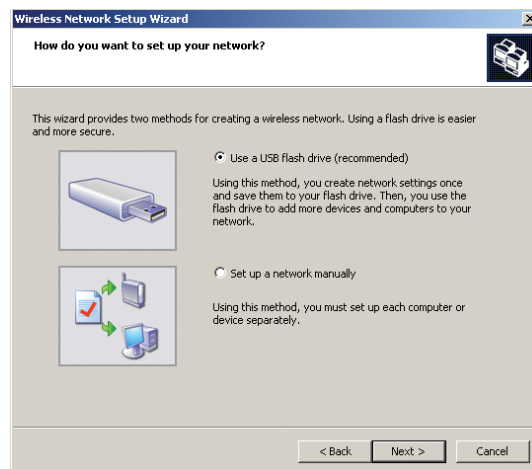 Wireless Network Setup Wizard
How do you want to set up your network?
This wizard provides two methods for creating a wireless network. Using a flash drive is easier
and more secure.
Use a USB flash drive (recommended)
Using this method, you create network settings once
and save them to your flash drive. Then, you use the
flash drive to add more devices and computers to your
network.
Set up a network manually
Using this method, you must set up each computer or
device separately.
< Back
Next >
Cancel